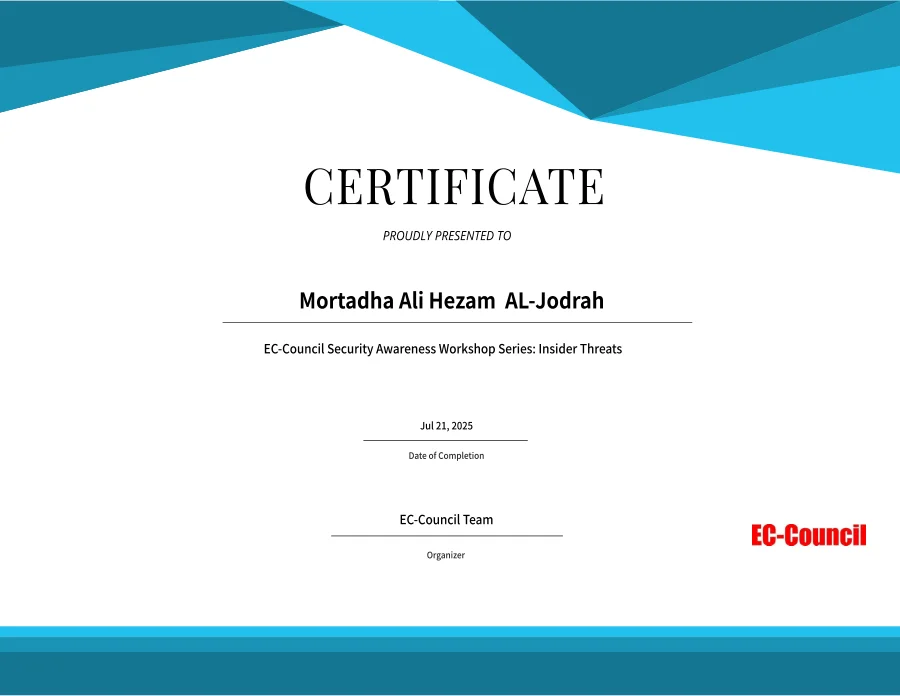 CERTIFICATE
PROUDLY PRESENTED TO
Mortadha Ali Hezam  AL-Jodrah
EC-Council Security Awareness Workshop Series: Insider Threats
Jul 21, 2025
Date of Completion
EC-Council Team
EC-Council
Organizer